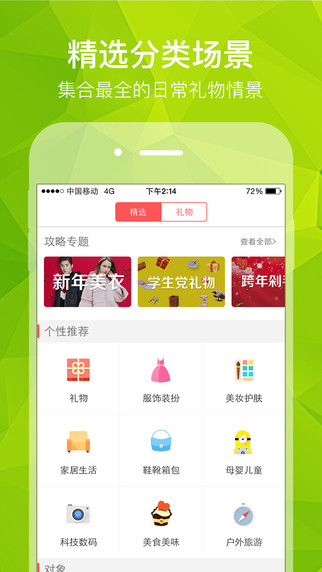 精选分类场景
集合最全的日常礼物情景
中国移动 4G 下午2:14 72%
精选 礼物
攻略专题 查看全部>
新年美衣 学生党礼物 跨年剁手
个性推荐
礼物 服饰装扮 美妆护肤
家居生活 鞋靴箱包 母婴儿童
科技数码 美食美味 户外旅游
对象